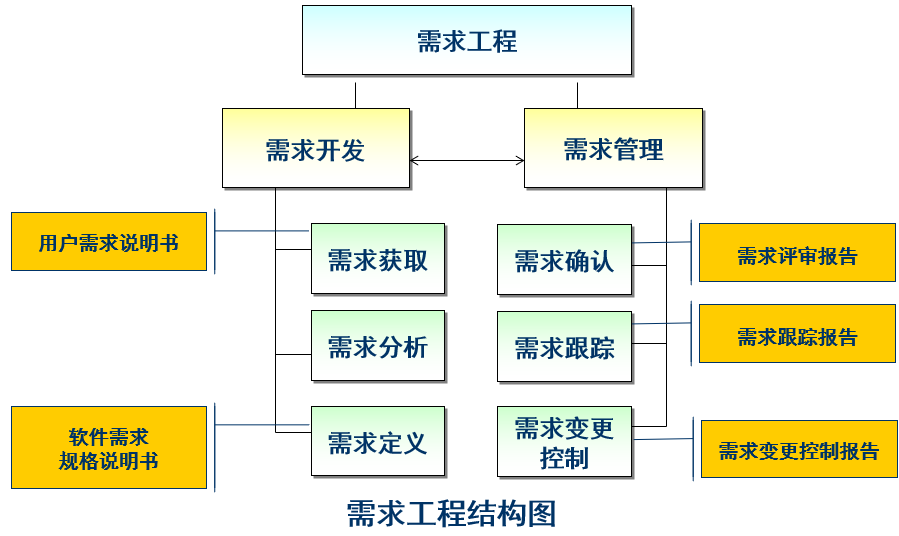 需求工程
需求开发
需求管理
用户需求说明书
需求获取
需求确认
需求评审报告
需求分析
需求跟踪
需求跟踪报告
软件需求
规格说明书
需求定义
需求变更
控制
需求变更控制报告
需求工程结构图